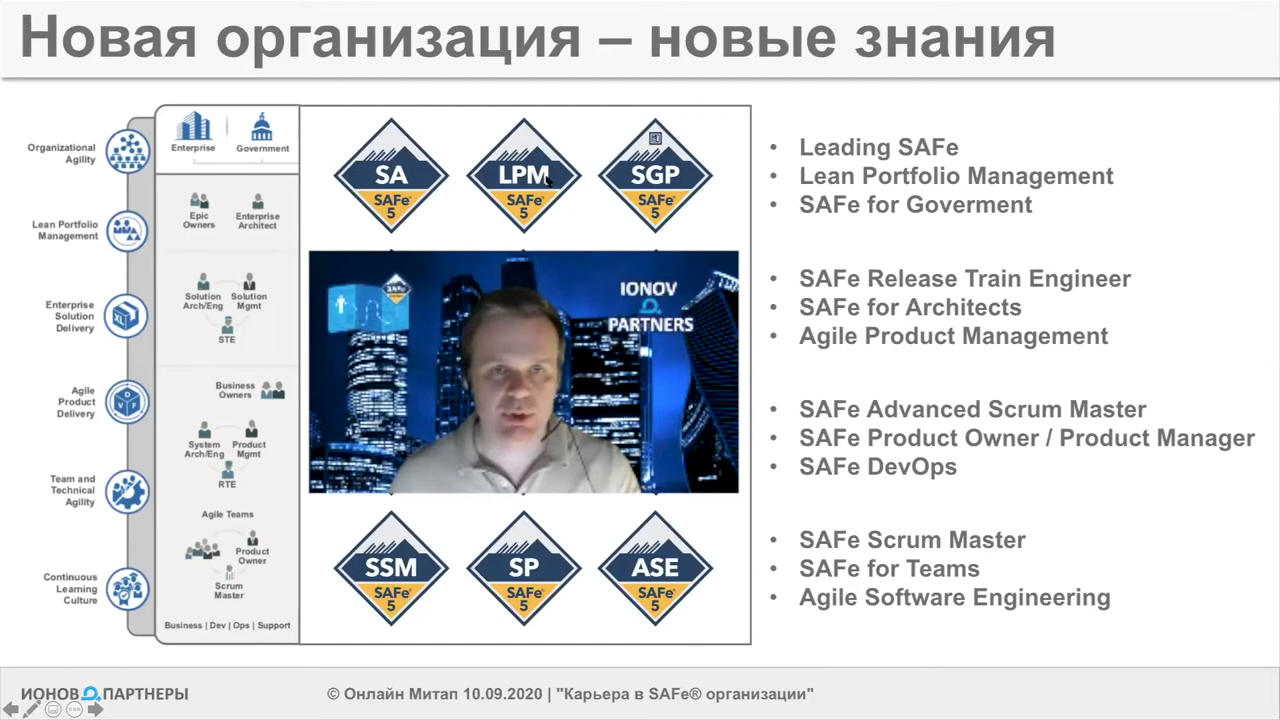 Новая организация – новые знания
Organizational
Agility
Lean Portfolio
Management
Enterprise
Solution
Delivery
Agile
Product
Delivery
Team and
Technical
Agility
Continuous
Learning
Culture
Enterprise
Government
Epic
Owners
Enterprise
Architect
Solution
Arch/Eng
Solution
Mgmt
STE
Business
Owners
System
Arch/Eng
Product
Mgmt
RTE
Agile Teams
Product
Owner
Scrum
Master
Business | Dev | Ops | Support
XLT
D
V F
SA
SAFe®
5
LPM
SAFe®
5
SGP
SAFe®
5
IONOV
PARTNERS
SSM
SAFe®
5
SP
SAFe®
5
ASE
SAFe®
5
• Leading SAFe
• Lean Portfolio Management
• SAFe for Goverment
• SAFe Release Train Engineer
• SAFe for Architects
• Agile Product Management
• SAFe Advanced Scrum Master
• SAFe Product Owner / Product Manager
• SAFe DevOps
• SAFe Scrum Master
• SAFe for Teams
• Agile Software Engineering
ИОНОВ ПАРТНЕРЫ
© Онлайн Митап 10.09.2020 | "Карьера в SAFe® организации"